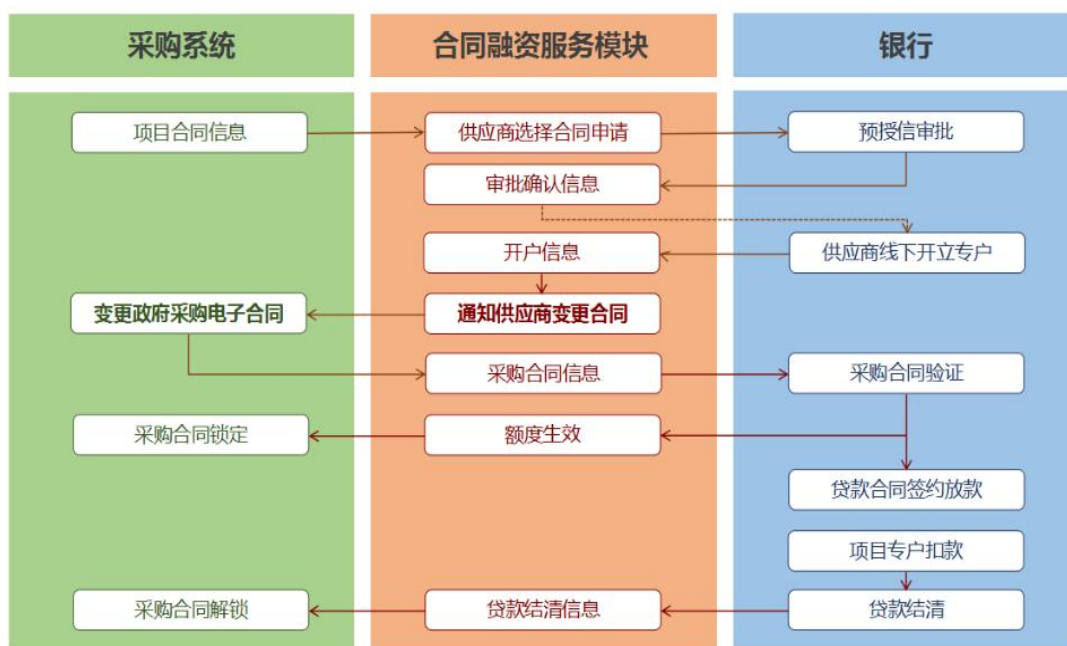 采购系统
合同融资服务模块
银行
项目合同信息
供应商选择合同申请
预授信审批
审批确认信息
开户信息
供应商线下开立专户
变更政府采购电子合同
通知供应商变更合同
采购合同信息
采购合同验证
采购合同锁定
额度生效
贷款合同签约放款
项目专户扣款
采购合同解锁
贷款结清信息
贷款结清